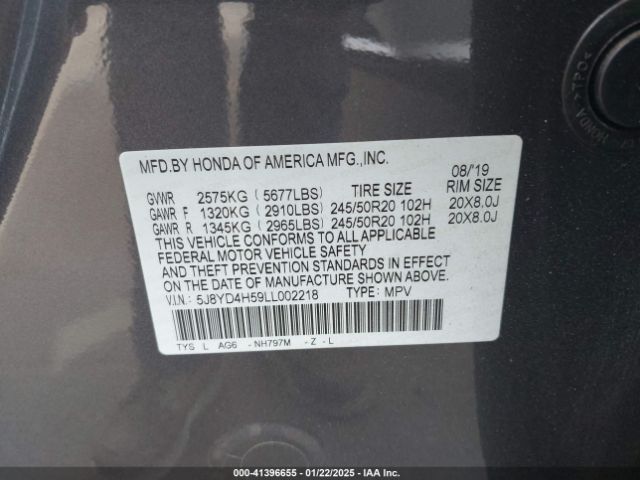 MFD.BY HONDA OF AMERICA MFG.,INC.
08/'19
GVWR 2575KG (5677LBS) TIRE SIZE RIM SIZE
GAWR F 1320KG (2910LBS) 245/50R20 102H 20X8.0J
GAWR R 1345KG (2965LBS) 245/50R20 102H 20X8.0J
THIS VEHICLE CONFORMS TO ALL APPLICABLE
FEDERAL MOTOR VEHICLE SAFETY
AND THEFT PREVENTION STANDARDS IN EFFECT
ON THE DATE OF MANUFACTURE SHOWN ABOVE.
V.I.N.: 5J8YD4H59LL002218 TYPE: MPV
TYS L AG6 -NH797M -Z -L
>TPO<
HONDA
000-41396655 - 01/22/2025 - IAA Inc.